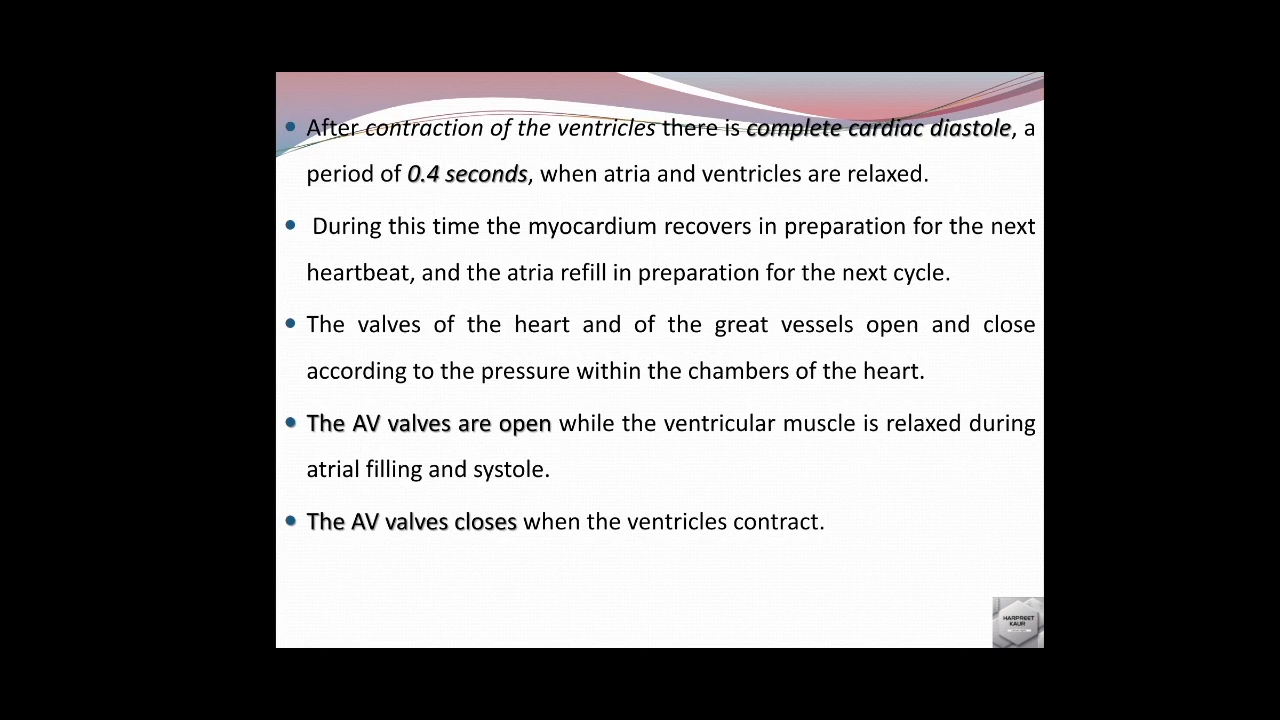 • After contraction of the ventricles there is complete cardiac diastole, a
period of 0.4 seconds, when atria and ventricles are relaxed.
• During this time the myocardium recovers in preparation for the next
heartbeat, and the atria refill in preparation for the next cycle.
• The valves of the heart and of the great vessels open and close
according to the pressure within the chambers of the heart.
• The AV valves are open while the ventricular muscle is relaxed during
atrial filling and systole.
• The AV valves closes when the ventricles contract.
HARPREET
KAUR